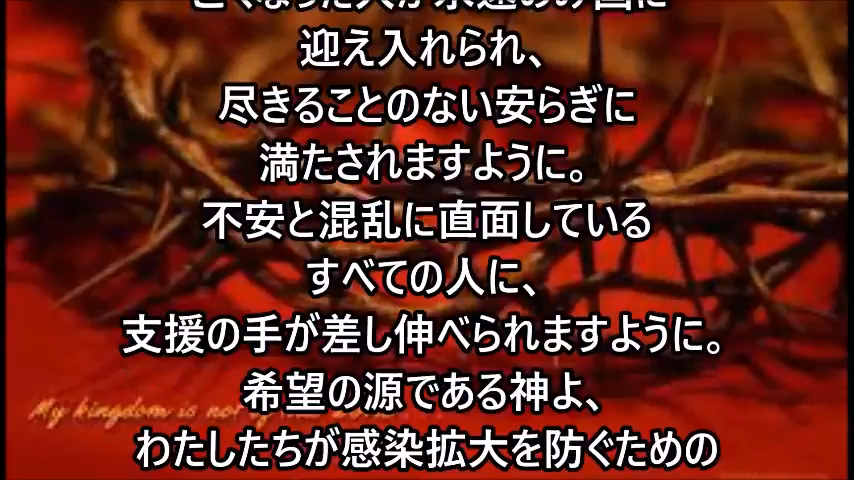 迎え入れられ、
尽きることのない安らぎに
満たされますように。
不安と混乱に直面している
すべての人に、
支援の手が差し伸べられますように。
希望の源である神よ、
My kingdom is not
わたしたちが感染拡大を防ぐための